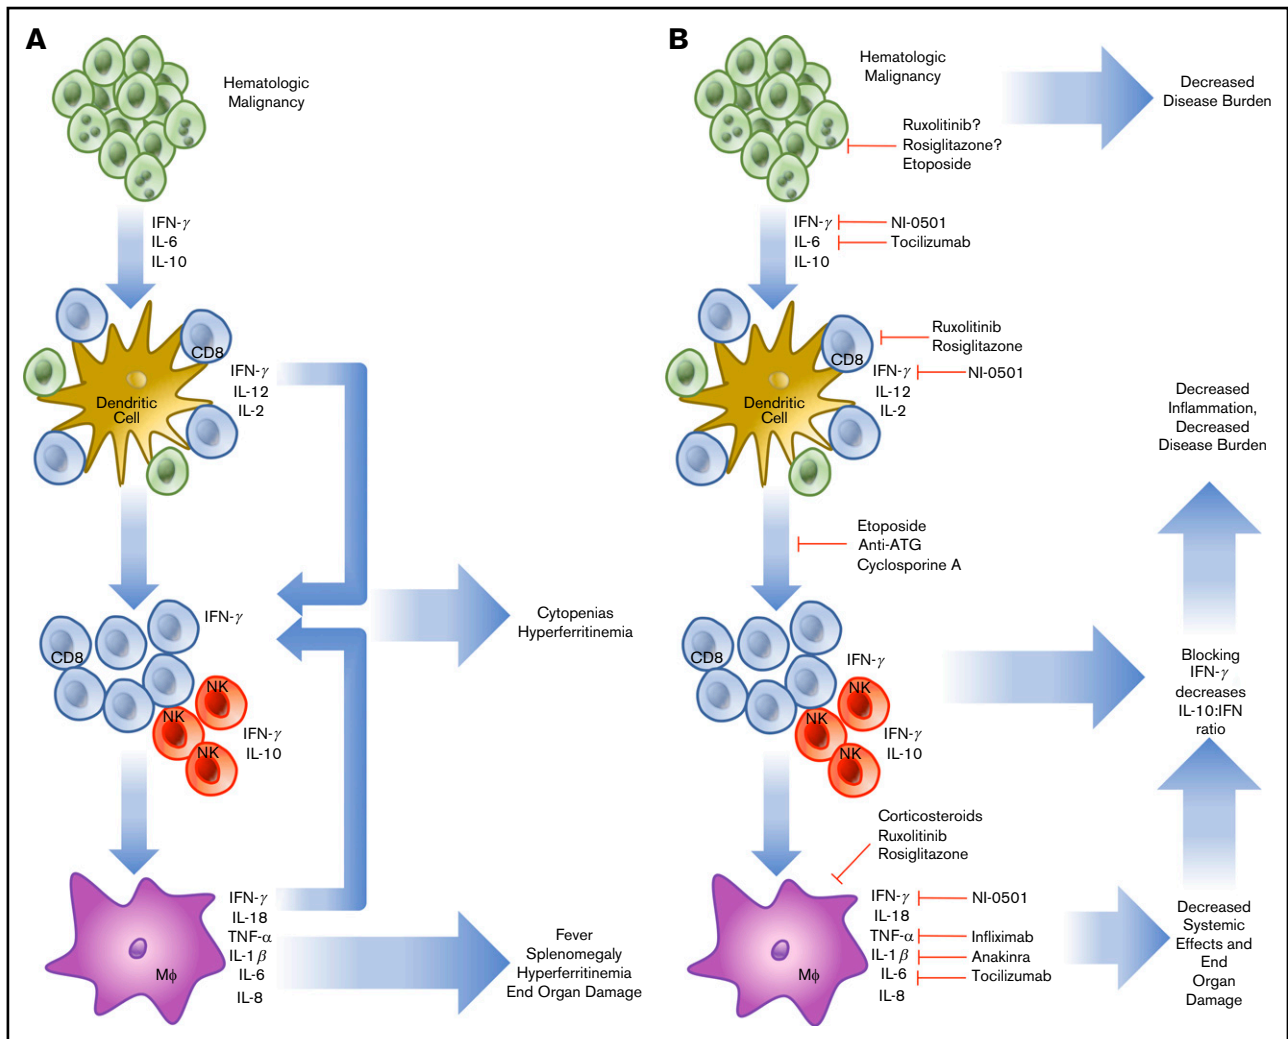 A
Hematologic
Malignancy
IFN-γ
IL-6
IL-10
CD8
IFN-γ
IL-12
IL-2
Dendritic
Cell
IFN-γ
CD8
NK
NK
NK
IFN-γ
IL-10
Cytopenias
Hyperferritinemia
IFN-γ
IL-18
TNF-α
IL-1β
IL-6
IL-8
Mϕ
Fever
Splenomegaly
Hyperferritinemia
End Organ Damage
B
Hematologic
Malignancy
Decreased
Disease Burden
Ruxolitinib?
Rosiglitazone?
Etoposide
IFN-γ
IL-6
IL-10
NI-0501
Tocilizumab
CD8
Ruxolitinib
Rosiglitazone
IFN-γ
IL-12
IL-2
NI-0501
Dendritic
Cell
Etoposide
Anti-ATG
Cyclosporine A
CD8
IFN-γ
NK
NK
NK
IFN-γ
IL-10
Decreased
Inflammation,
Decreased
Disease Burden
Blocking
IFN-γ
decreases
IL-10:IFN
ratio
Corticosteroids
Ruxolitinib
Rosiglitazone
IFN-γ
IL-18
TNF-α
IL-1β
IL-6
IL-8
NI-0501
Infliximab
Anakinra
Tocilizumab
Mϕ
Decreased
Systemic
Effects and
End
Organ
Damage